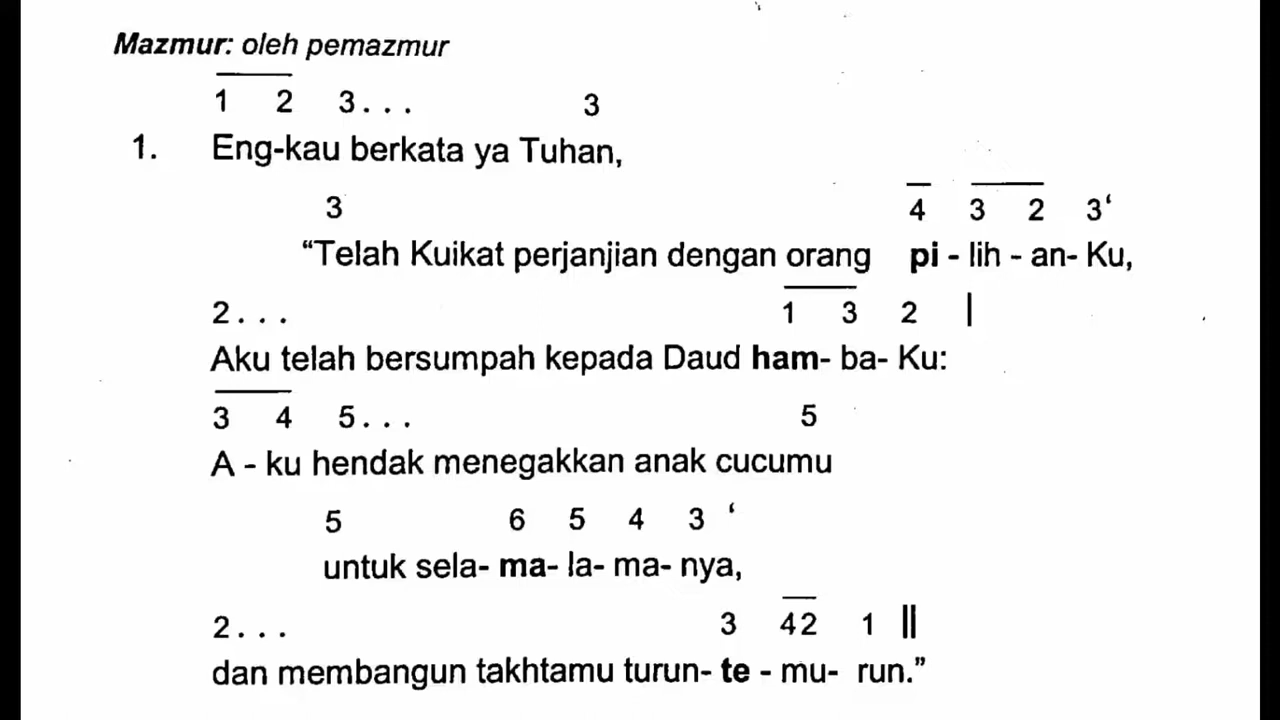 Mazmur: oleh pemazmur
1 2 3... 3
1. Eng-kau berkata ya Tuhan,
3 4 3 2 3‘
“Telah Kuikat perjanjian dengan orang pi - lih - an- Ku,
2... 1 3 2 |
Aku telah bersumpah kepada Daud ham- ba- Ku:
3 4 5... 5
A - ku hendak menegakkan anak cucumu
5 6 5 4 3 ‘
untuk sela- ma- la- ma- nya,
2... 3 42 1 ||
dan membangun takhtamu turun- te - mu- run.”